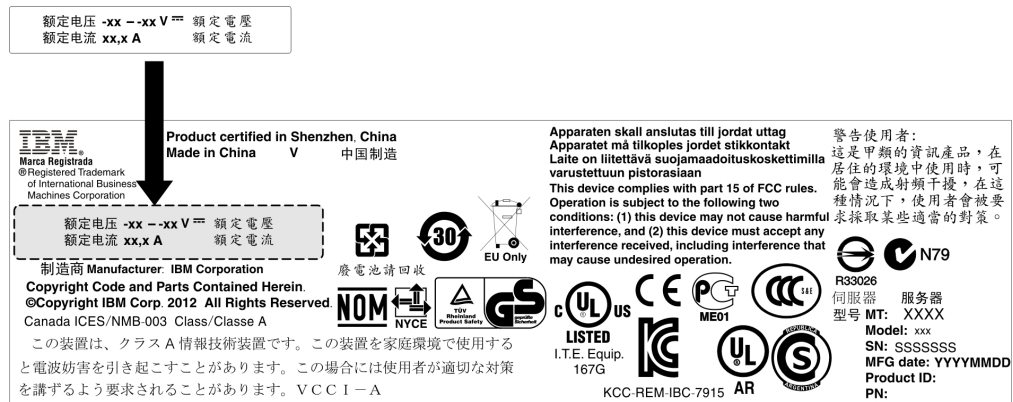 额定电压 -xx – -xx V 額定電壓
额定电流 xx,x A 額定電流
IBM®
Marca Registrada
®Registered Trademark
of International Business
Machines Corporation
Product certified in Shenzhen, China
Made in China V 中国制造
额定电压 -xx – -xx V 額定電壓
额定电流 xx,x A 額定電流
制造商 Manufacturer: IBM Corporation
Copyright Code and Parts Contained Herein.
©Copyright IBM Corp. 2012 All Rights Reserved.
Canada ICES/NMB-003 Class/Classe A
この装置は、クラス A 情報技術装置です。この装置を家庭環境で使用する
と電波妨害を引き起こすことがあります。この場合には使用者が適切な対策
を講ずるよう要求されることがあります。ＶＣＣＩ－Ａ
廢電池請回收
30
EU Only
NOM
NYCE
TÜV
Rheinland
Product Safety
GS
geprüfte
Sicherheit
Apparaten skall anslutas till jordat uttag
Apparatet må tilkoples jordet stikkontakt
Laite on liitettävä suojamaadoituskoskettimilla
varustettuun pistorasiaan
This device complies with part 15 of FCC rules.
Operation is subject to the following two
conditions: (1) this device may not cause harmful
interference, and (2) this device must accept any
interference received, including interference that
may cause undesired operation.
C UL US
LISTED
I.T.E. Equip.
167G
CE
PCT
ME01
CCC S&E
KCC-REM-IBC-7915
UL
AR
REPUBLICA
S
ARGENTINA
警告使用者:
這是甲類的資訊產品，在
居住的環境中使用時，可
能會造成射頻干擾，在這
種情況下，使用者會被要
求採取某些適當的對策。
R33026
N79
伺服器 服务器
型号 MT: XXXX
Model: xxx
SN: SSSSSSS
MFG date: YYYYMMDD
Product ID:
PN: